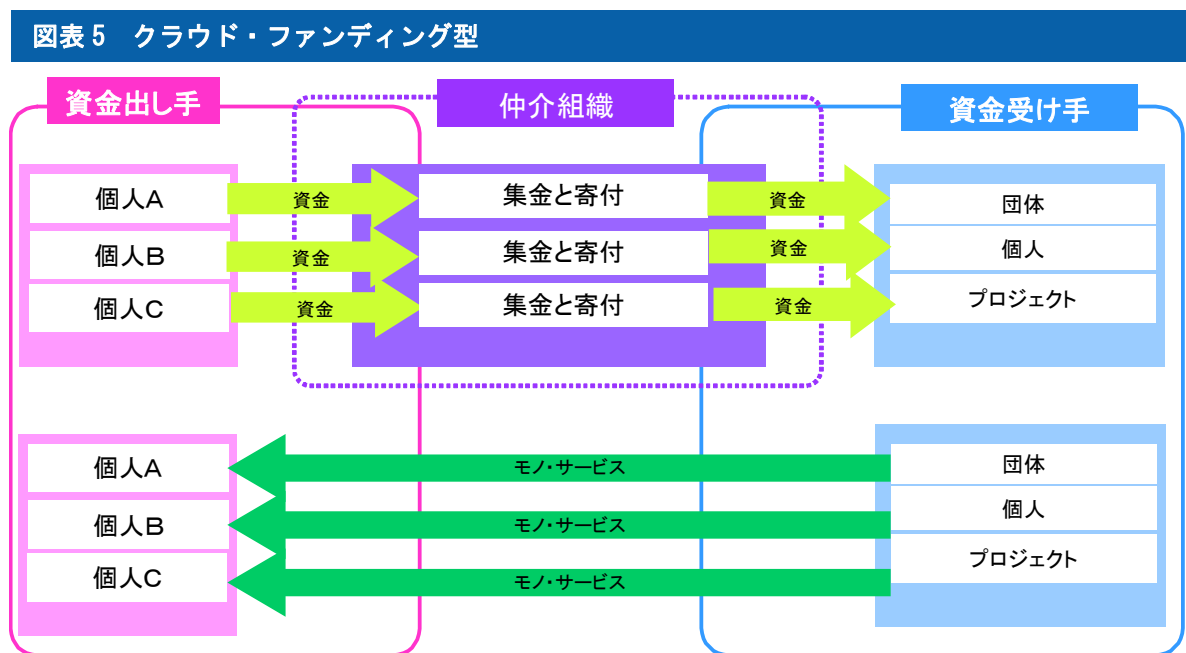 図表5 クラウド・ファンディング型
資金出し手
仲介組織
資金受け手
個人A
資金
集金と寄付
資金
団体
個人B
資金
集金と寄付
資金
個人
個人C
資金
集金と寄付
資金
プロジェクト
個人A
モノ・サービス
団体
個人B
モノ・サービス
個人
個人C
モノ・サービス
プロジェクト